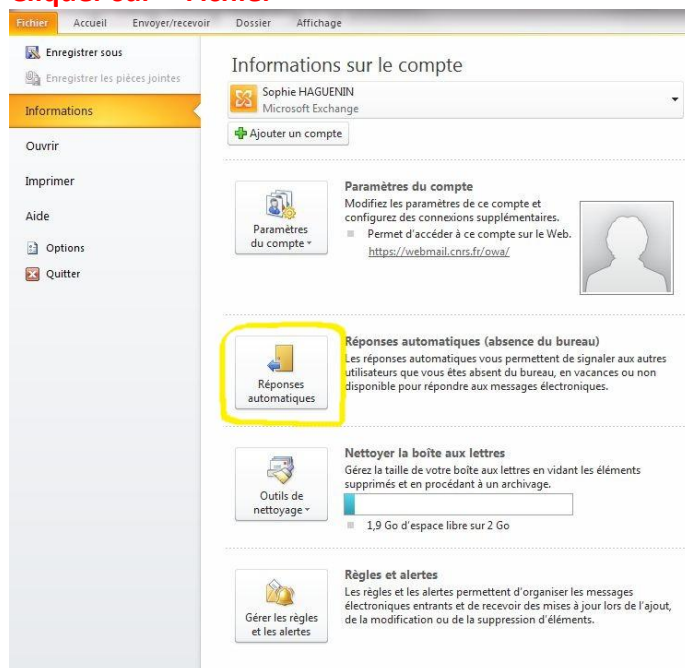 Fichier Accueil Envoyer/recevoir Dossier Affichage
Enregistrer sous
Enregistrer les pièces jointes
Informations
Ouvrir
Imprimer
Aide
Options
Quitter
Informations sur le compte
Sophie HAGUENIN
Microsoft Exchange
Ajouter un compte
Paramètres
du compte
Paramètres du compte
Modifiez les paramètres de ce compte et
configurez des connexions supplémentaires.
Permet d'accéder à ce compte sur le Web.
https://webmail.cnrs.fr/owa/
Réponses
automatiques
Réponses automatiques (absence du bureau)
Les réponses automatiques vous permettent de signaler aux autres
utilisateurs que vous êtes absent du bureau, en vacances ou non
disponible pour répondre aux messages électroniques.
Outils de
nettoyage
Nettoyer la boîte aux lettres
Gérez la taille de votre boîte aux lettres en vidant les éléments
supprimés et en procédant à un archivage.
1,9 Go d'espace libre sur 2 Go
Gérer les règles
et les alertes
Règles et alertes
Les règles et les alertes permettent d'organiser les messages
électroniques entrants et de recevoir des mises à jour lors de l'ajout,
de la modification ou de la suppression d'éléments.